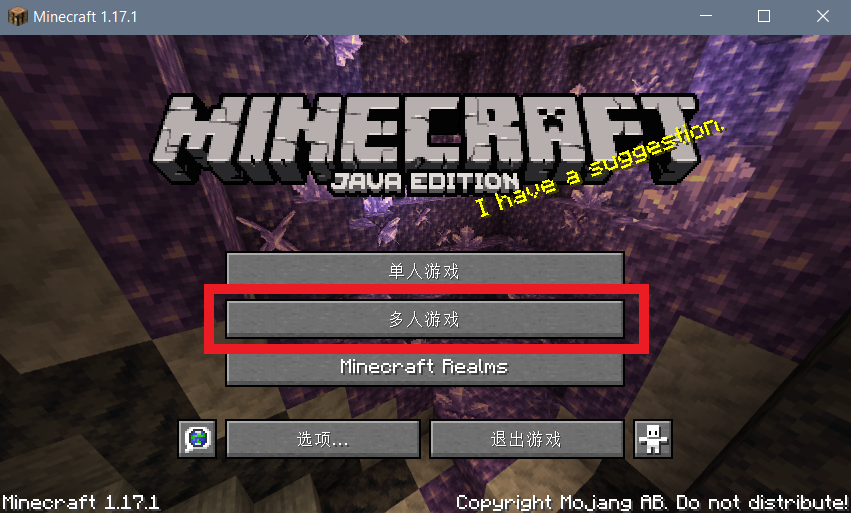 Minecraft 1.17.1
MINECRAFT
JAVA EDITION
I have a suggestion.
单人游戏
多人游戏
Minecraft Realms
选项...
退出游戏
Minecraft 1.17.1
Copyright Mojang AB. Do not distribute!